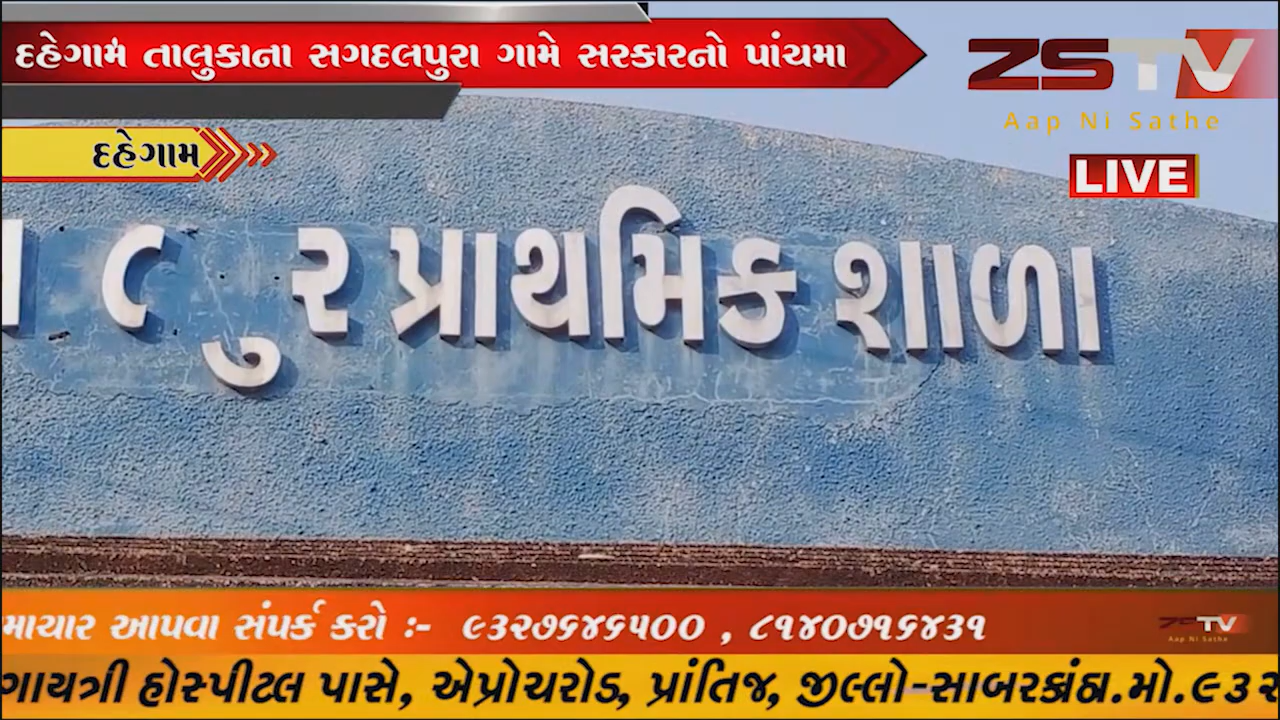 દહેગામ તાલુકાના સગદલપુરા ગામે સરકારનો પાંચમા
ZSTV
Aap Ni Sathe
દહેગામ
LIVE
ર પ્રાથમિક શાળા
માચાર આપવા સંપર્ક કરો :- ૯૩૨૭૬૪૬૫૦૦ , ૮૧૪૦૭૧૬૪૩૧
ZSTV
Aap Ni Sathe
ગાયત્રી હોસ્પીટલ પાસે, એપ્રોચરોડ, પ્રાંતિજ, જીલ્લો-સાબરકાંઠા.મો.૯૩૨